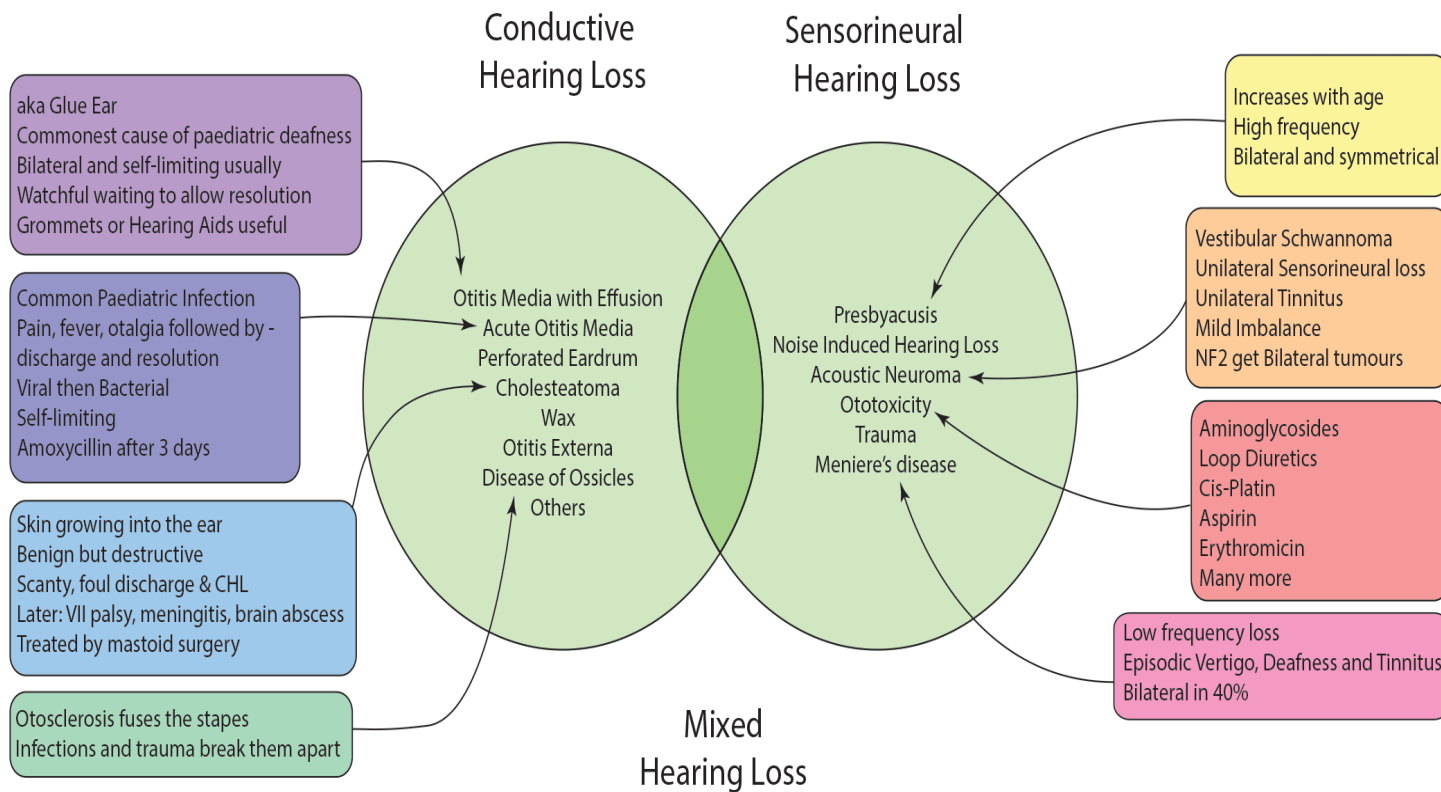 Conductive
Hearing Loss
Sensorineural
Hearing Loss
aka Glue Ear
Commonest cause of paediatric deafness
Bilateral and self-limiting usually
Watchful waiting to allow resolution
Grommets or Hearing Aids useful
Common Paediatric Infection
Pain, fever, otalgia followed by -
discharge and resolution
Viral then Bacterial
Self-limiting
Amoxycillin after 3 days
Skin growing into the ear
Benign but destructive
Scanty, foul discharge & CHL
Later: VII palsy, meningitis, brain abscess
Treated by mastoid surgery
Otosclerosis fuses the stapes
Infections and trauma break them apart
Otitis Media with Effusion
Acute Otitis Media
Perforated Eardrum
Cholesteatoma
Wax
Otitis Externa
Disease of Ossicles
Others
Presbyacusis
Noise Induced Hearing Loss
Acoustic Neuroma
Ototoxicity
Trauma
Meniere's disease
Increases with age
High frequency
Bilateral and symmetrical
Vestibular Schwannoma
Unilateral Sensorineural loss
Unilateral Tinnitus
Mild Imbalance
NF2 get Bilateral tumours
Aminoglycosides
Loop Diuretics
Cis-Platin
Aspirin
Erythromicin
Many more
Low frequency loss
Episodic Vertigo, Deafness and Tinnitus
Bilateral in 40%
Mixed
Hearing Loss